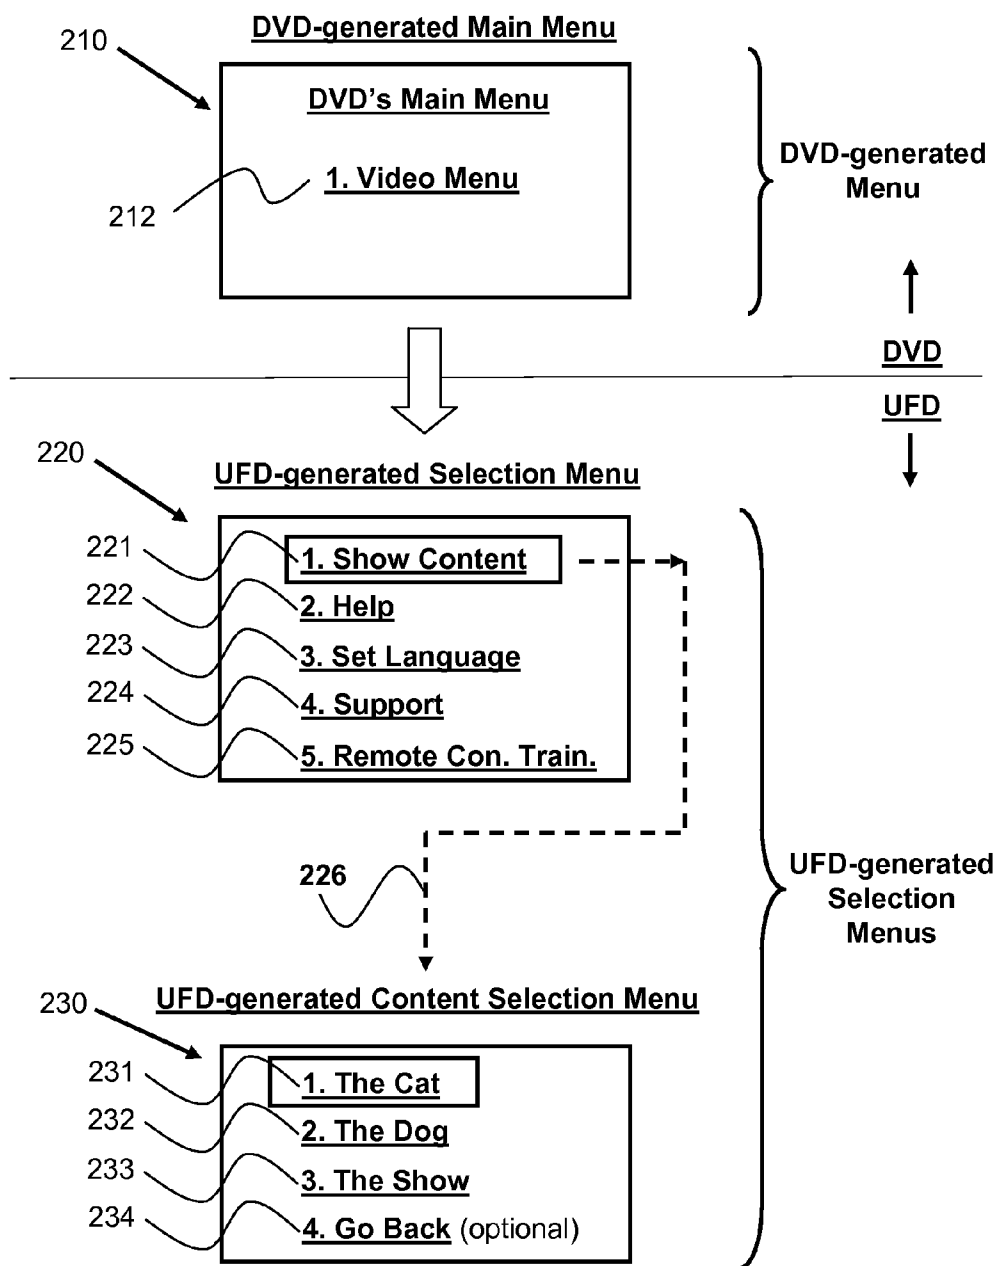 DVD-generated Main Menu
210
DVD's Main Menu
1. Video Menu
212
DVD-generated
Menu
DVD
UFD
220
UFD-generated Selection Menu
221
1. Show Content
222
2. Help
223
3. Set Language
224
4. Support
225
5. Remote Con. Train.
226
UFD-generated
Selection
Menus
UFD-generated Content Selection Menu
230
231
1. The Cat
232
2. The Dog
233
3. The Show
234
4. Go Back (optional)